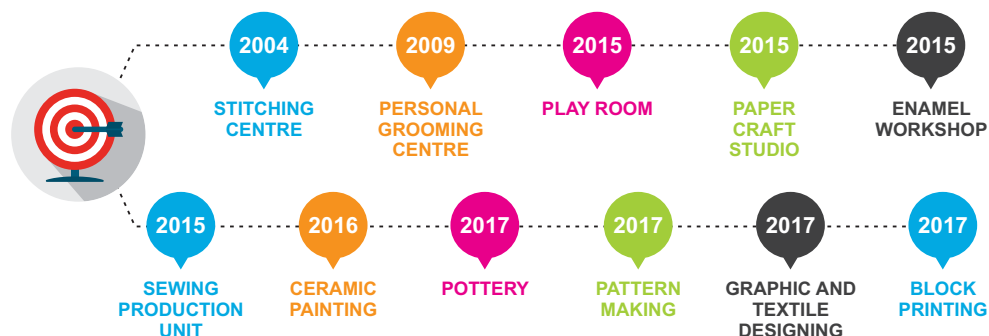 2004
2009
2015
2015
2015
STITCHING
CENTRE
PERSONAL
GROOMING
CENTRE
PLAY ROOM
PAPER
CRAFT
STUDIO
ENAMEL
WORKSHOP
2015
2016
2017
2017
2017
2017
SEWING
PRODUCTION
UNIT
CERAMIC
PAINTING
POTTERY
PATTERN
MAKING
GRAPHIC AND
TEXTILE
DESIGNING
BLOCK
PRINTING